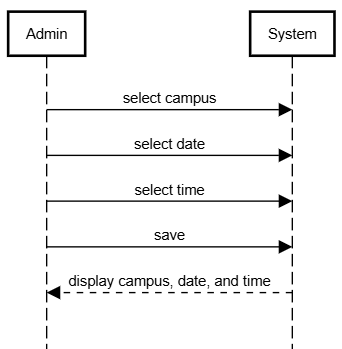 Admin
System
select campus
select date
select time
save
display campus, date, and time